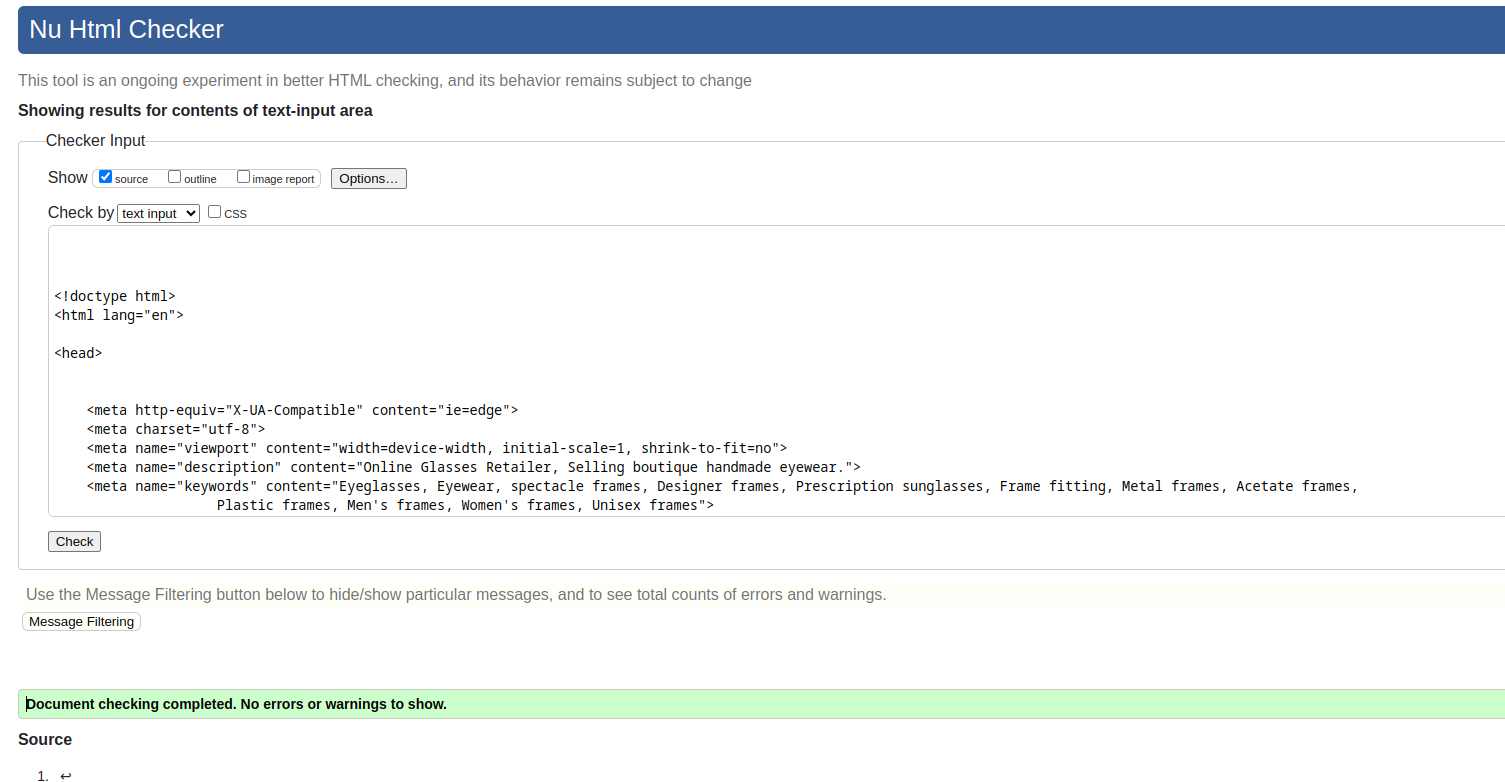 Nu Html Checker
This tool is an ongoing experiment in better HTML checking, and its behavior remains subject to change
Showing results for contents of text-input area
Checker Input
Show source outline image report Options…
Check by text input CSS
<!doctype html>
<html lang="en">
<head>
<meta http-equiv="X-UA-Compatible" content="ie=edge">
<meta charset="utf-8">
<meta name="viewport" content="width=device-width, initial-scale=1, shrink-to-fit=no">
<meta name="description" content="Online Glasses Retailer, Selling boutique handmade eyewear.">
<meta name="keywords" content="Eyeglasses, Eyewear, spectacle frames, Designer frames, Prescription sunglasses, Frame fitting, Metal frames, Acetate frames,
Plastic frames, Men's frames, Women's frames, Unisex frames">
Check
Use the Message Filtering button below to hide/show particular messages, and to see total counts of errors and warnings.
Message Filtering
Document checking completed. No errors or warnings to show.
Source
1. ↩